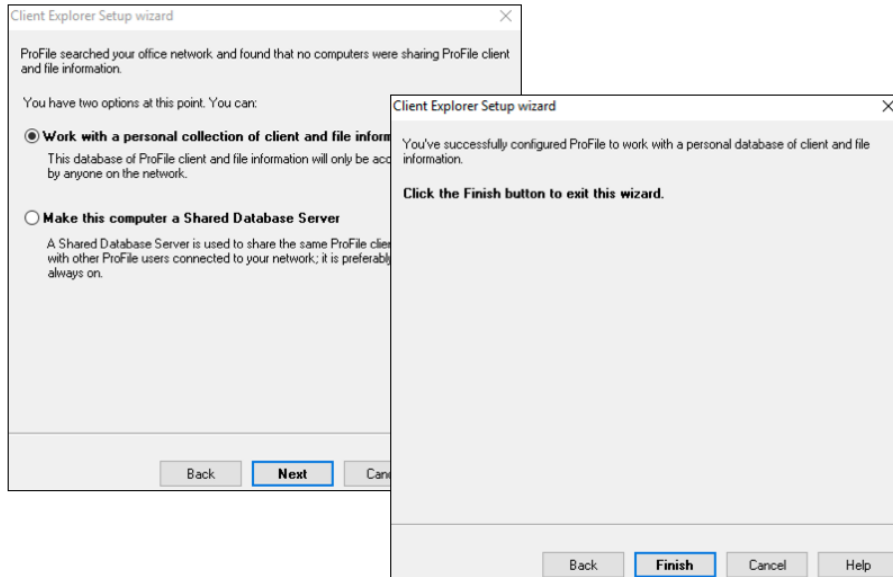 Client Explorer Setup wizard
ProFile searched your office network and found that no computers were sharing ProFile client
and file information.
You have two options at this point. You can:
Work with a personal collection of client and file
This database of ProFile client and file information will only be
by anyone on the network.
Make this computer a Shared Database Server
A Shared Database Server is used to share the same ProFile
with other ProFile users connected to your network; it is
always on.
Back
Next
Client Explorer Setup wizard
You've successfully configured ProFile to work with a personal database of client and file
information.
Click the Finish button to exit this wizard.
Back
Finish
Cancel
Help